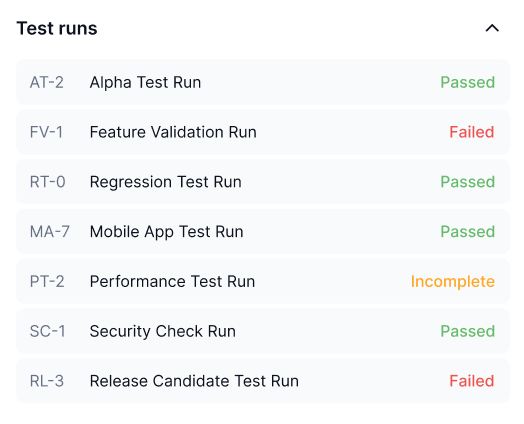 Test runs
AT-2 Alpha Test Run Passed
FV-1 Feature Validation Run Failed
RT-0 Regression Test Run Passed
MA-7 Mobile App Test Run Passed
PT-2 Performance Test Run Incomplete
SC-1 Security Check Run Passed
RL-3 Release Candidate Test Run Failed